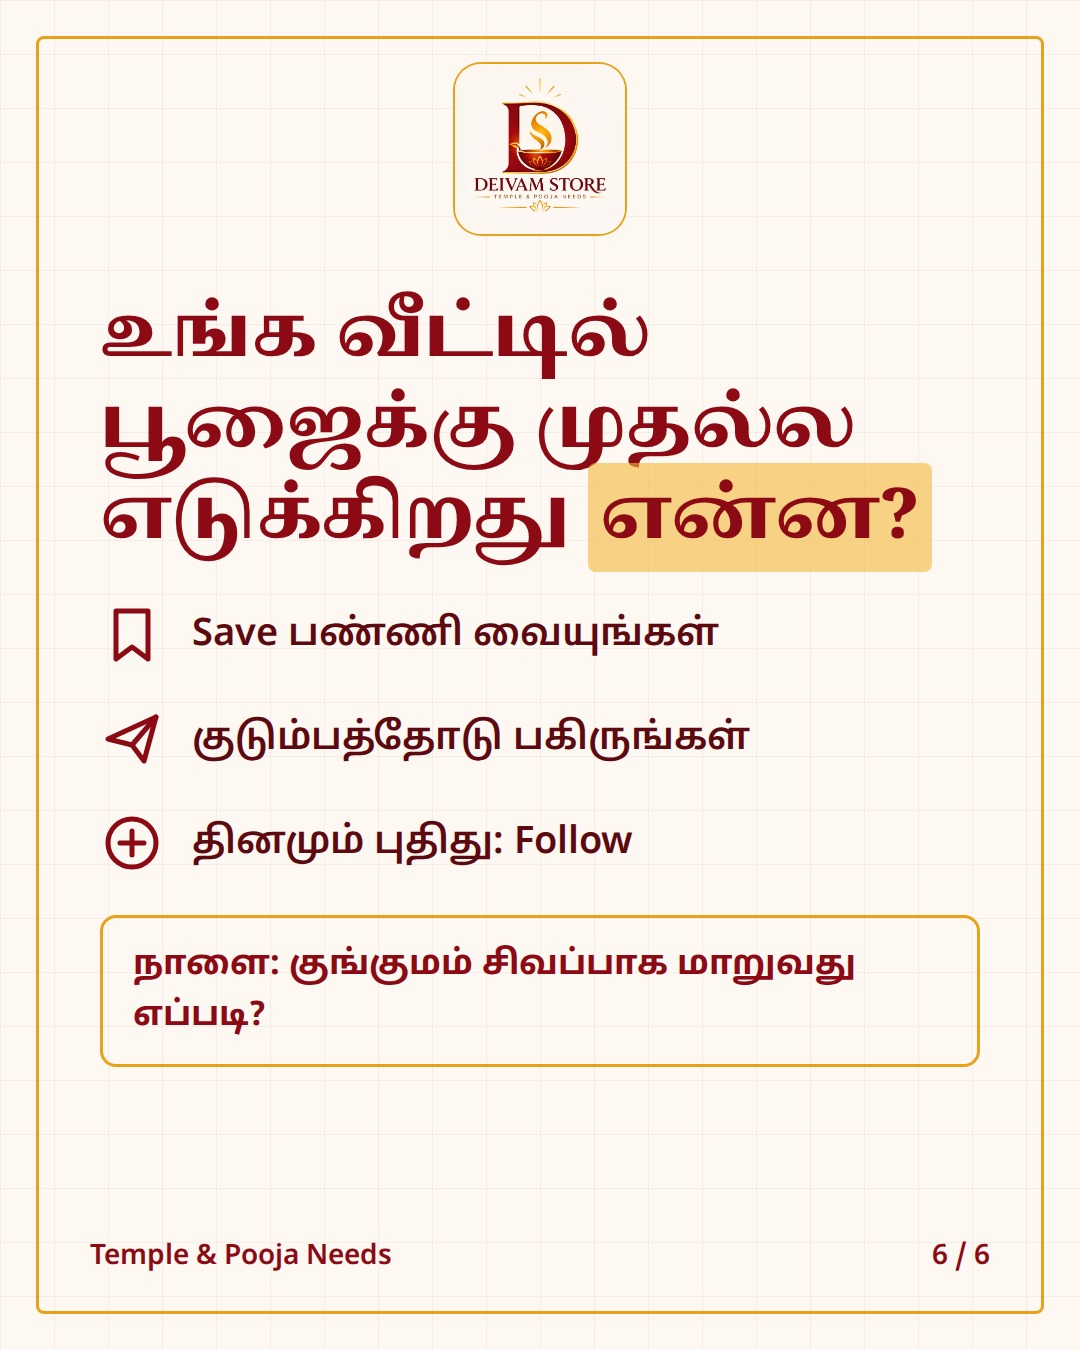 DEIVAM STORE
TEMPLE & POOJA NEEDS
உங்க வீட்டில்
பூஜைக்கு முதல்ல
எடுக்கிறது என்ன?
Save பண்ணி வையுங்கள்
குடும்பத்தோடு பகிருங்கள்
தினமும் புதிது: Follow
நாளை: குங்குமம் சிவப்பாக மாறுவது
எப்படி?
Temple & Pooja Needs
6 / 6